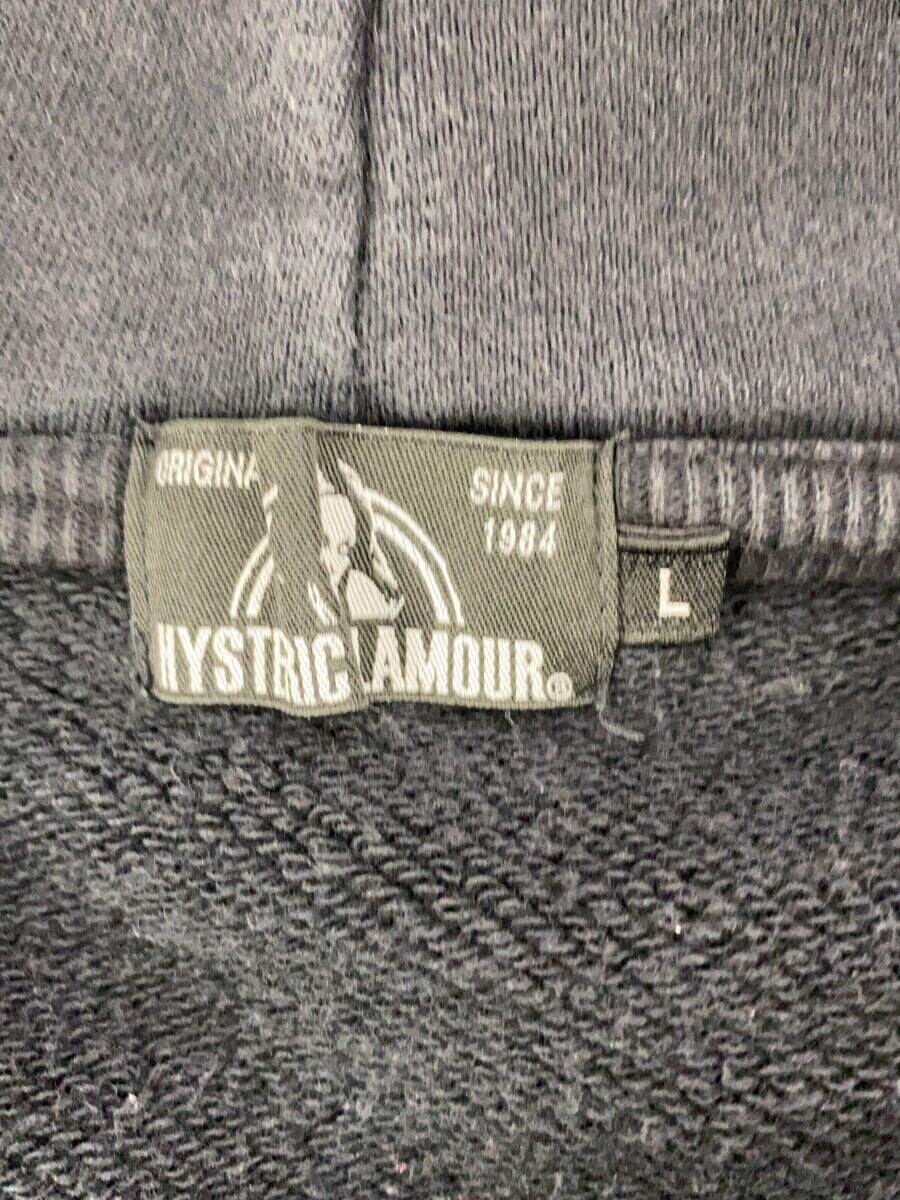 ORIGINA
SINCE
1984
HYSTRIC LAMOUR®
L